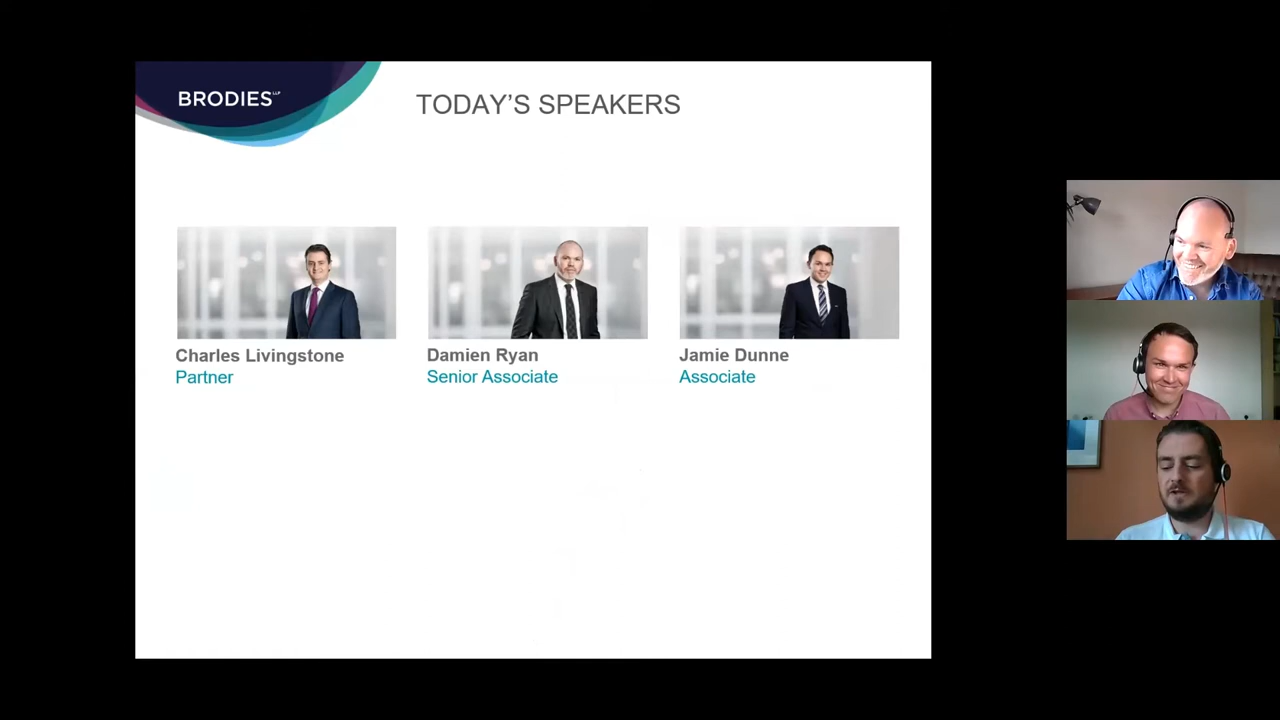 BRODIES LLP
TODAY'S SPEAKERS
Charles Livingstone
Partner
Damien Ryan
Senior Associate
Jamie Dunne
Associate